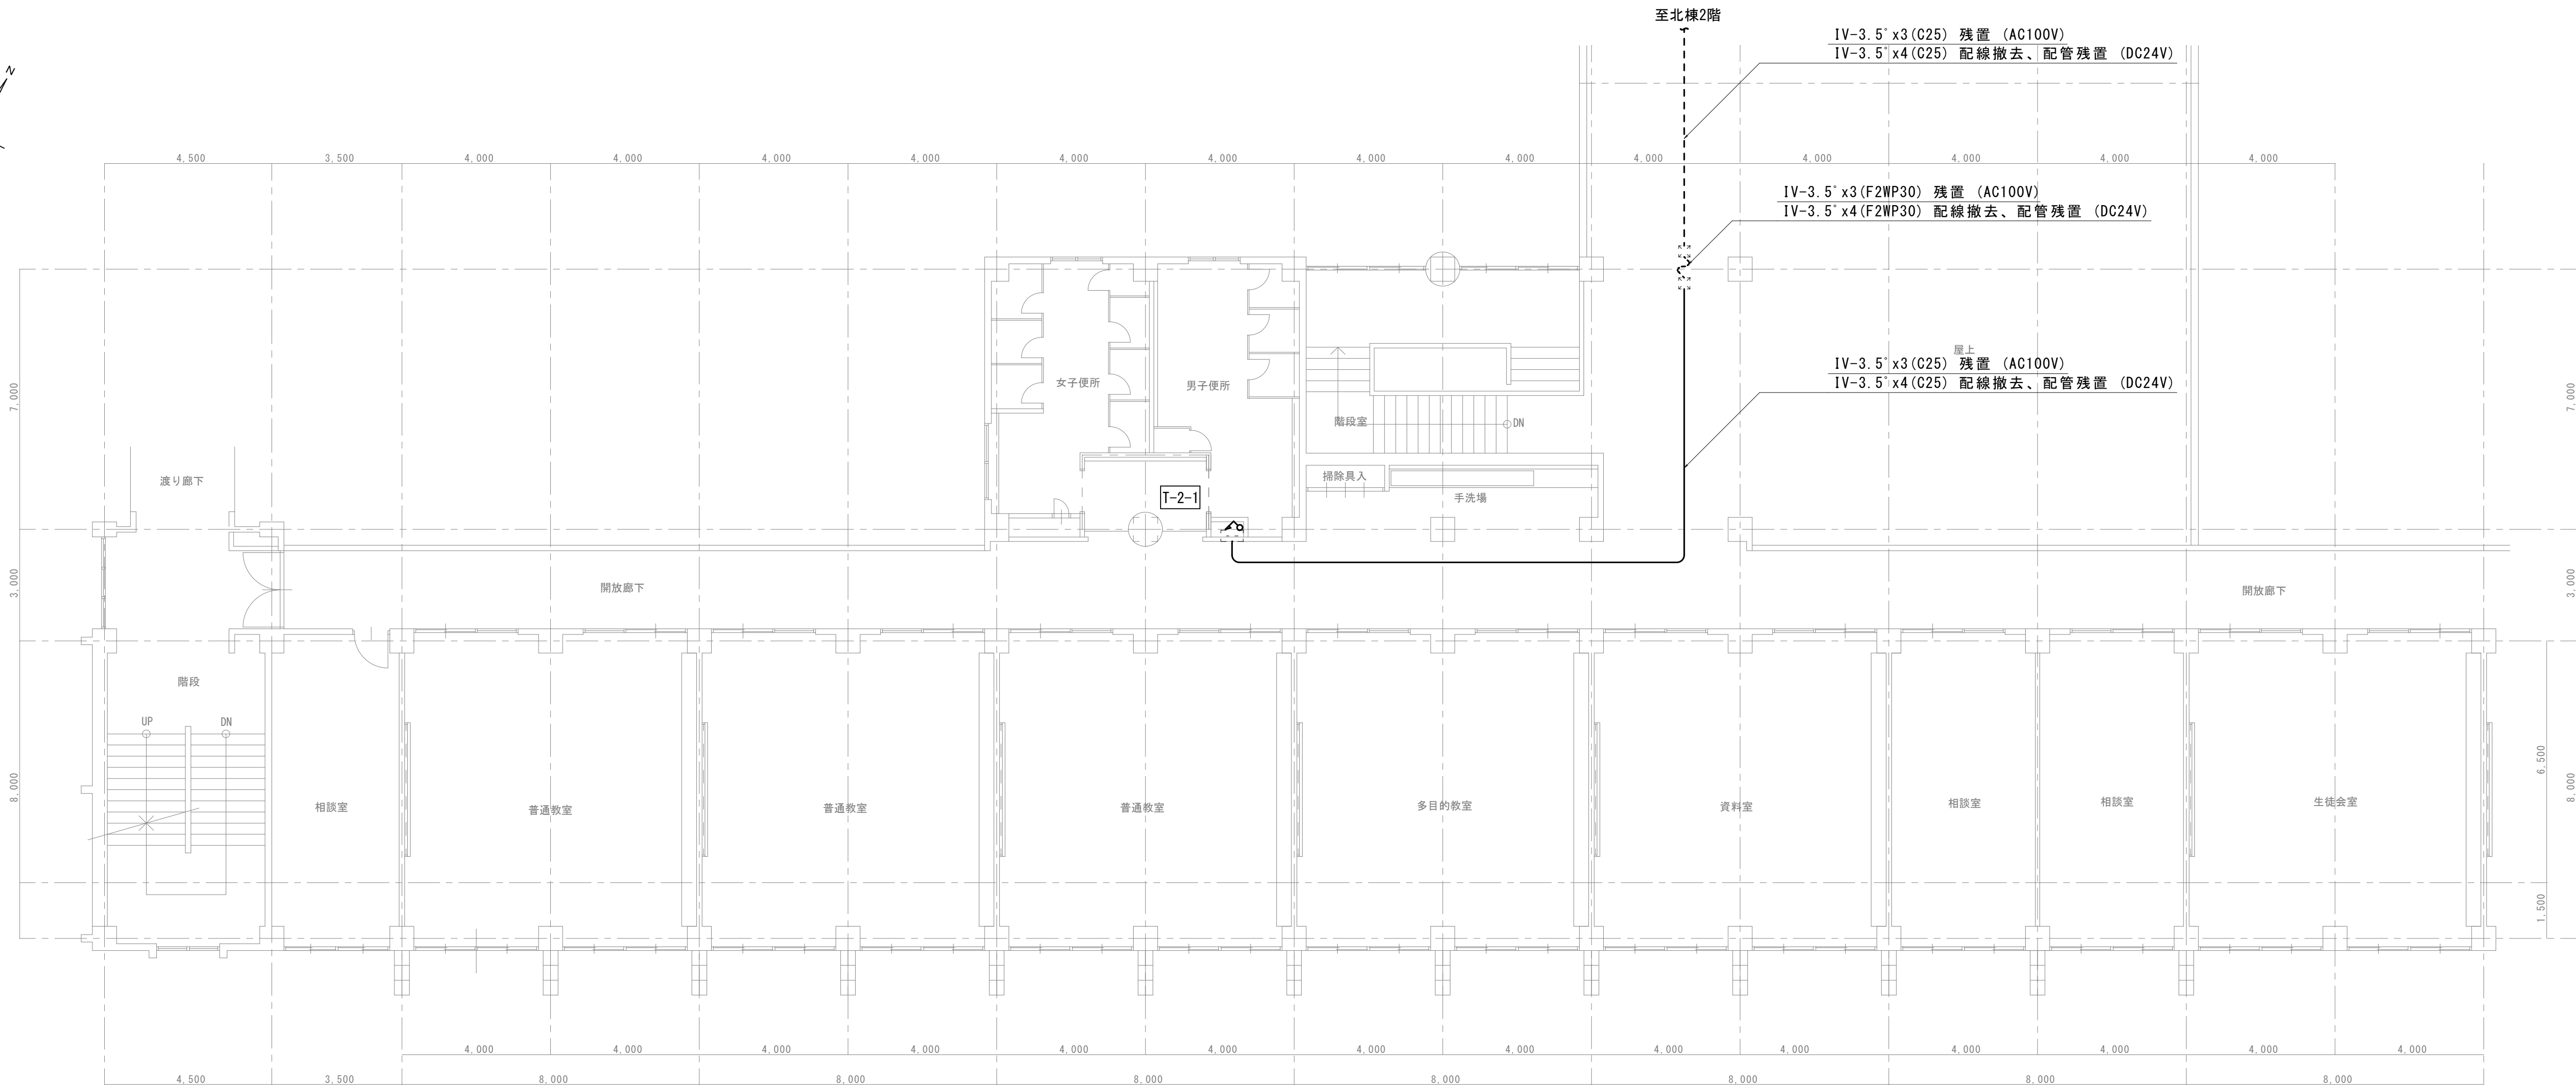 至北棟2階
IV-3.5゜x3(C25) 残置 (AC100V)
IV-3.5゜x4(C25) 配線撤去、配管残置 (DC24V)
N
4,500 3,500 4,000 4,000 4,000 4,000 4,000 4,000 4,000 4,000 4,000 4,000 4,000 4,000 4,000
IV-3.5゜x3(F2WP30) 残置 (AC100V)
IV-3.5゜x4(F2WP30) 配線撤去、配管残置 (DC24V)
屋上
IV-3.5゜x3(C25) 残置 (AC100V)
IV-3.5゜x4(C25) 配線撤去、配管残置 (DC24V)
女子便所
男子便所
7,000
7,000
階段室
DN
渡り廊下
掃除具入
手洗場
T-2-1
3,000
開放廊下
開放廊下
3,000
階段
UP
DN
8,000
相談室
普通教室
普通教室
普通教室
多目的教室
資料室
相談室
相談室
生徒会室
6,500
8,000
1,500
4,000 4,000 4,000 4,000 4,000 4,000 4,000 4,000 4,000 4,000 4,000 4,000 4,000 4,000
4,500 3,500 8,000 8,000 8,000 8,000 8,000 8,000 8,000